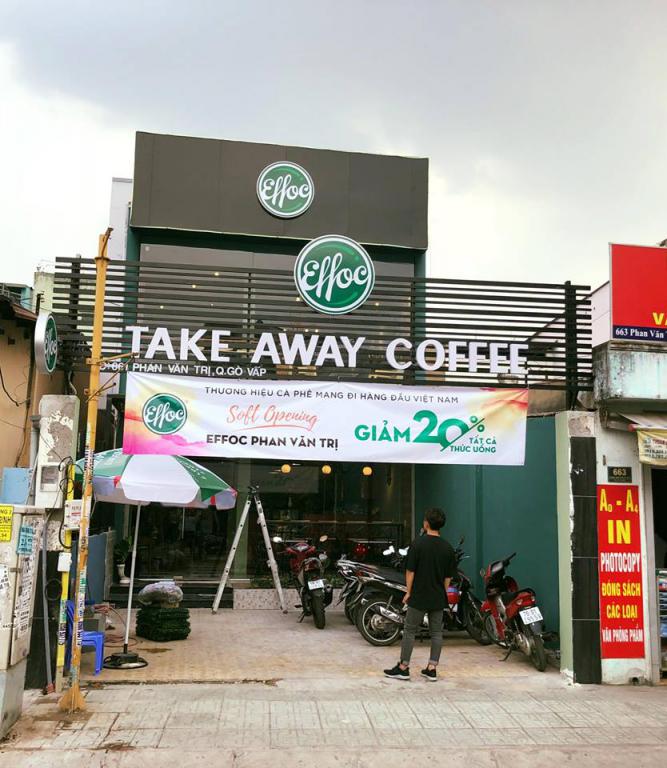 Effoc
Effoc
TAKE AWAY COFFEE
PHAN VĂN TRỊ, Q.GÒ VẤP
THƯƠNG HIỆU CÀ PHÊ MANG ĐI HÀNG ĐẦU VIỆT NAM
Effoc
Soft Opening
EFFOC PHAN VĂN TRỊ
GIẢM 20%
TẤT CẢ
THỨC UỐNG
663 Phan Văn
663
A0 - A4
IN
PHOTOCOPY
ĐÓNG SÁCH
CÁC LOẠI
VĂN PHÒNG PHẨM